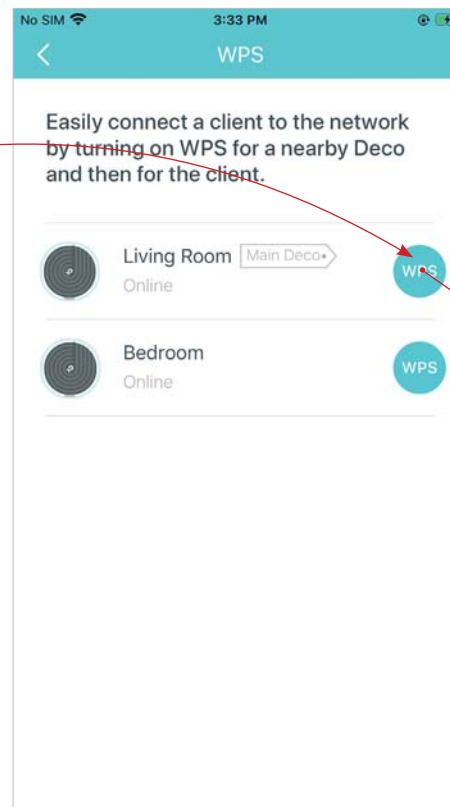 No SIM 3:33 PM
WPS
Easily connect a client to the network
by turning on WPS for a nearby Deco
and then for the client.
Living Room Main Deco
WPS
Online
Bedroom
WPS
Online